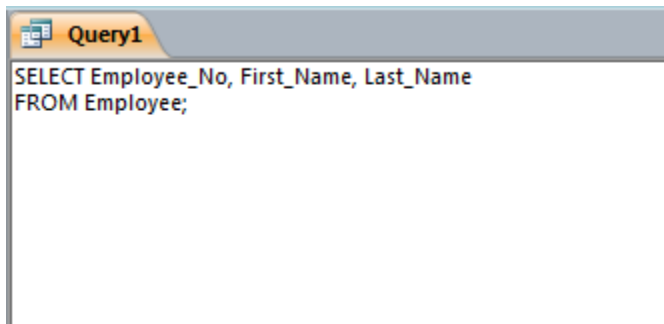 Query1
SELECT Employee_No, First_Name, Last_Name
FROM Employee;